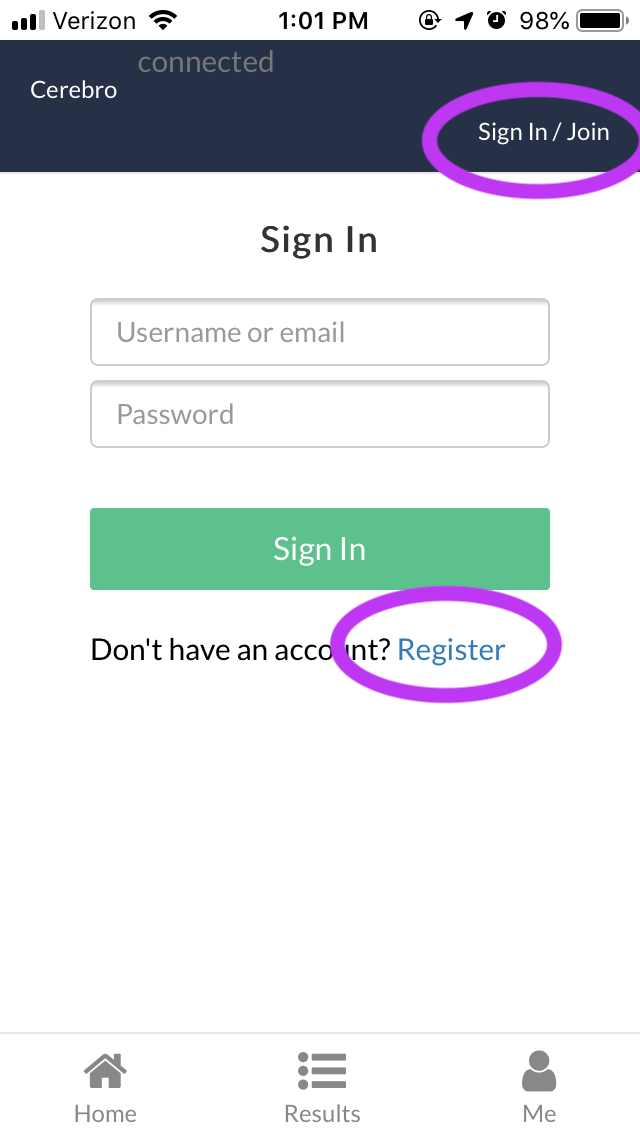 Verizon 1:01 PM 98%
connected
Cerebro
Sign In / Join
Sign In
Username or email
Password
Sign In
Don't have an account? Register
Home Results Me